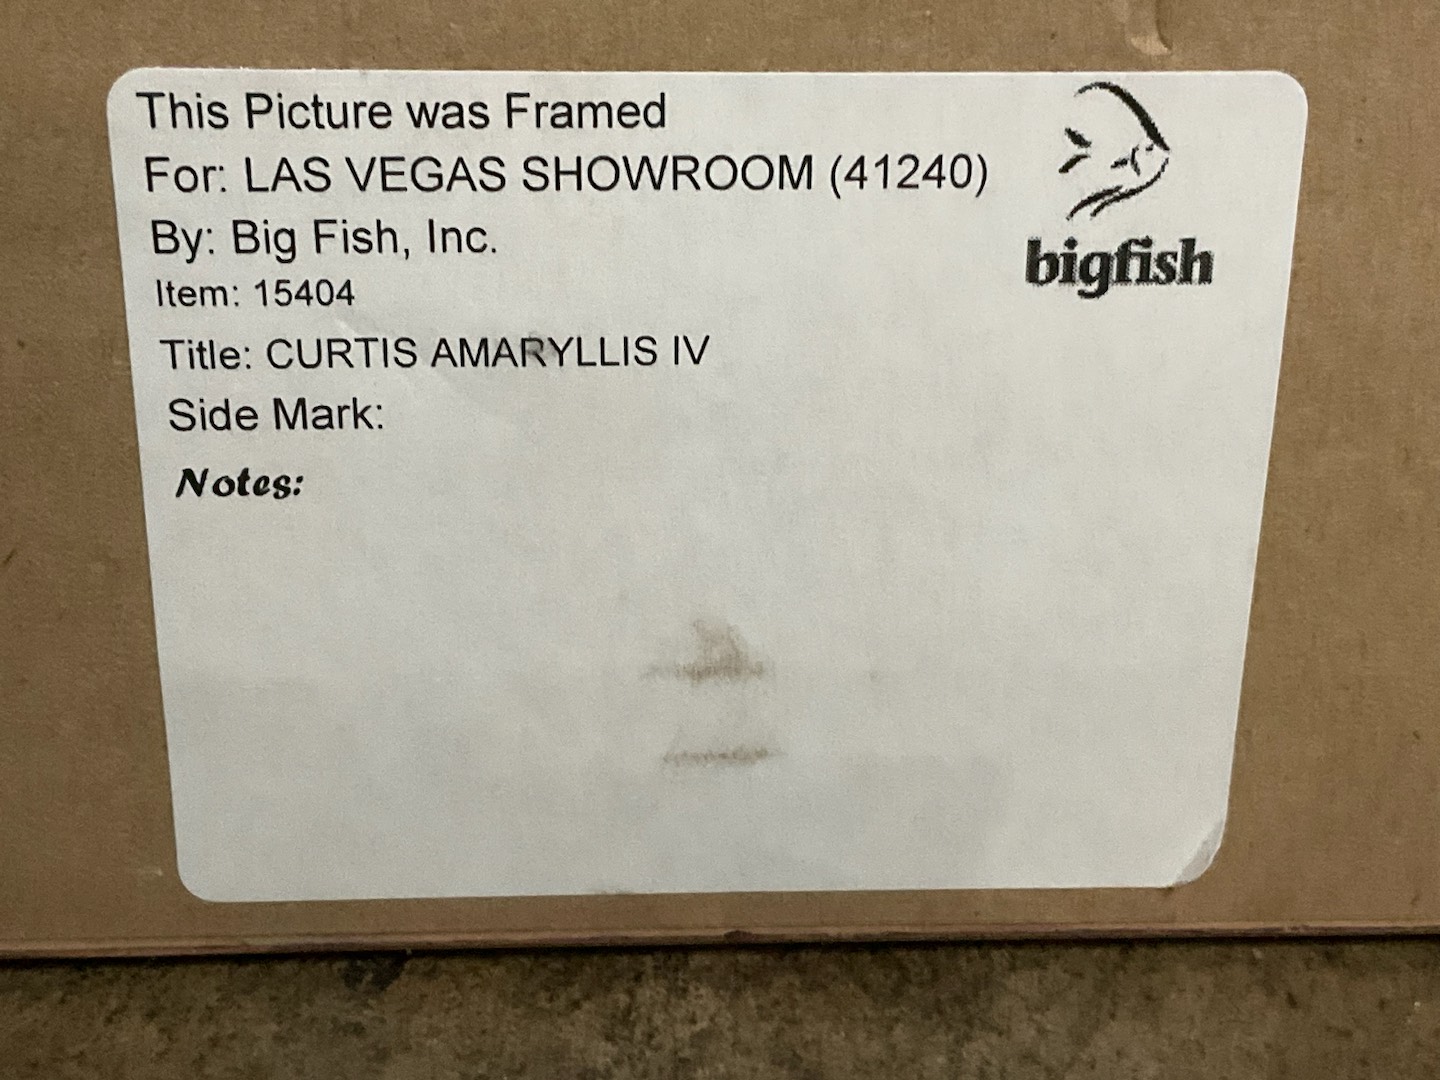 This Picture was Framed
For: LAS VEGAS SHOWROOM (41240)
By: Big Fish, Inc.
Item: 15404
Title: CURTIS AMARYLLIS IV
Side Mark:
Notes:
bigfish